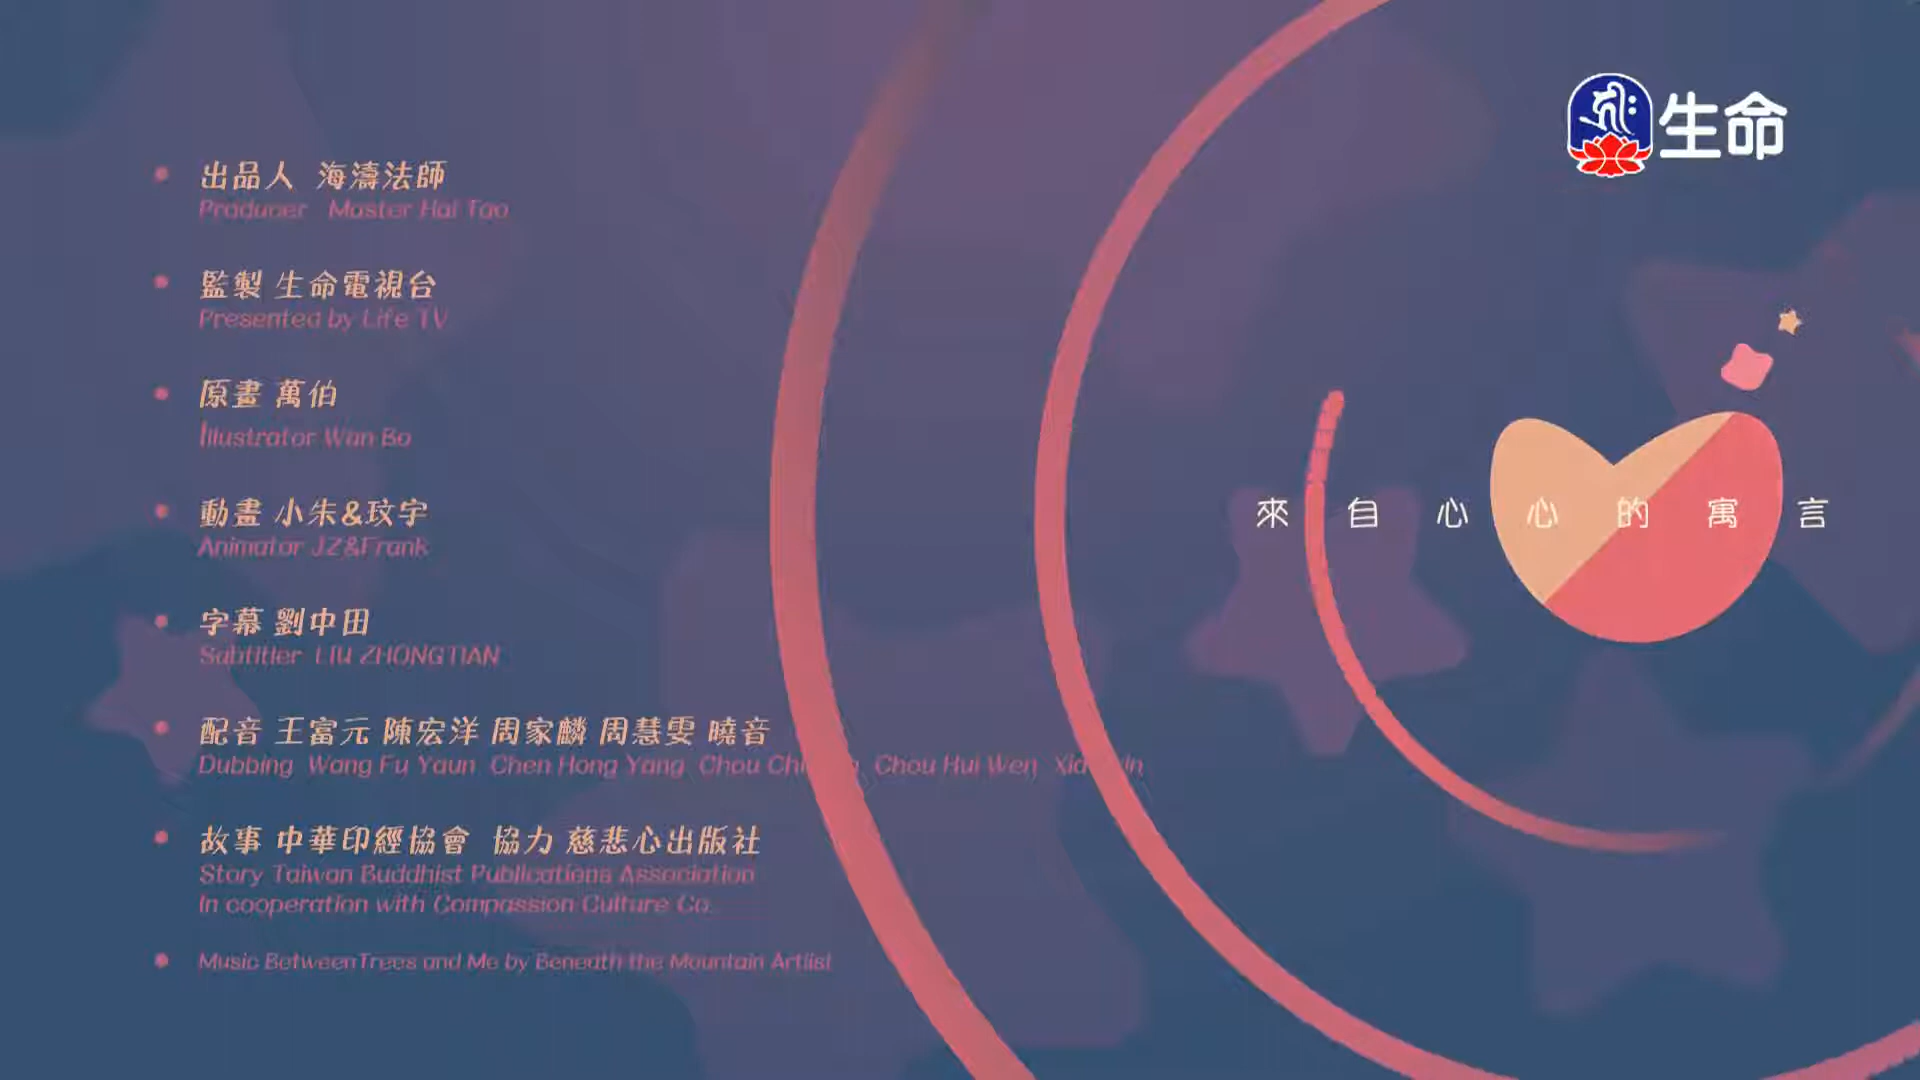 生命
出品人 海濤法師
Producer Master Hai Tao
監製 生命電視台
Presented by Life TV
原畫 萬伯
Illustrator Wan Bo
動畫 小朱&玟宇
Animator JZ&Frank
字幕 劉中田
Subtitler LIU ZHONGTIAN
配音 王富元 陳宏洋 周家麟 周慧雯 曉音
Dubbing Wang Fu Yaun Chen Hong Yang Chou Chou Hui Wen
故事 中華印經協會 協力 慈悲心出版社
Story Taiwan Buddhist Publications Association
In cooperation with Compassion Culture Co.
Music BetweenTrees and Me by Beneath the Mountain Artlist
來自心心的寓言